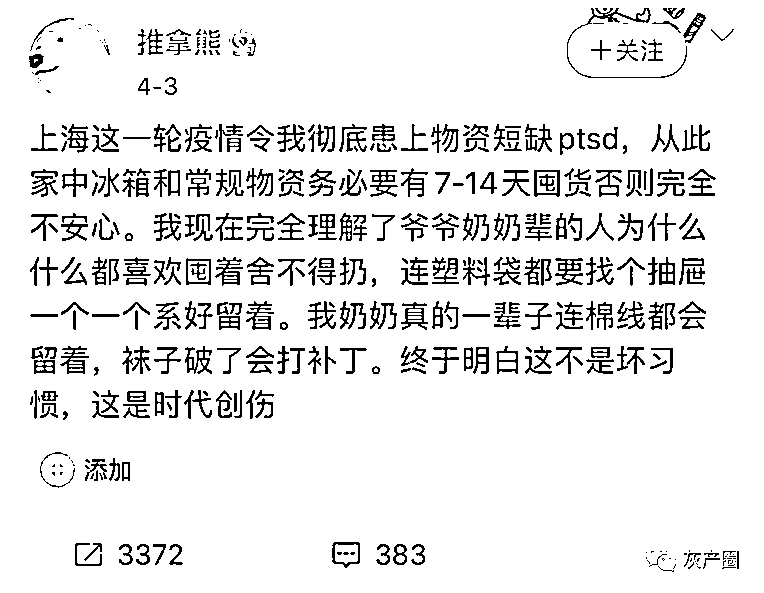 推拿熊
十关注
4-3
上海这一轮疫情令我彻底患上物资短缺ptsd，从此
家中冰箱和常规物资务必要有7-14天囤货否则完全
不安心。我现在完全理解了爷爷奶奶辈的人为什么
什么都喜欢囤着舍不得扔，连塑料袋都要找个抽屉
一个一个系好留着。我奶奶真的一辈子连棉线都会
留着，袜子破了会打补丁。终于明白这不是坏习
惯，这是时代创伤
添加
3372
383
灰产圈